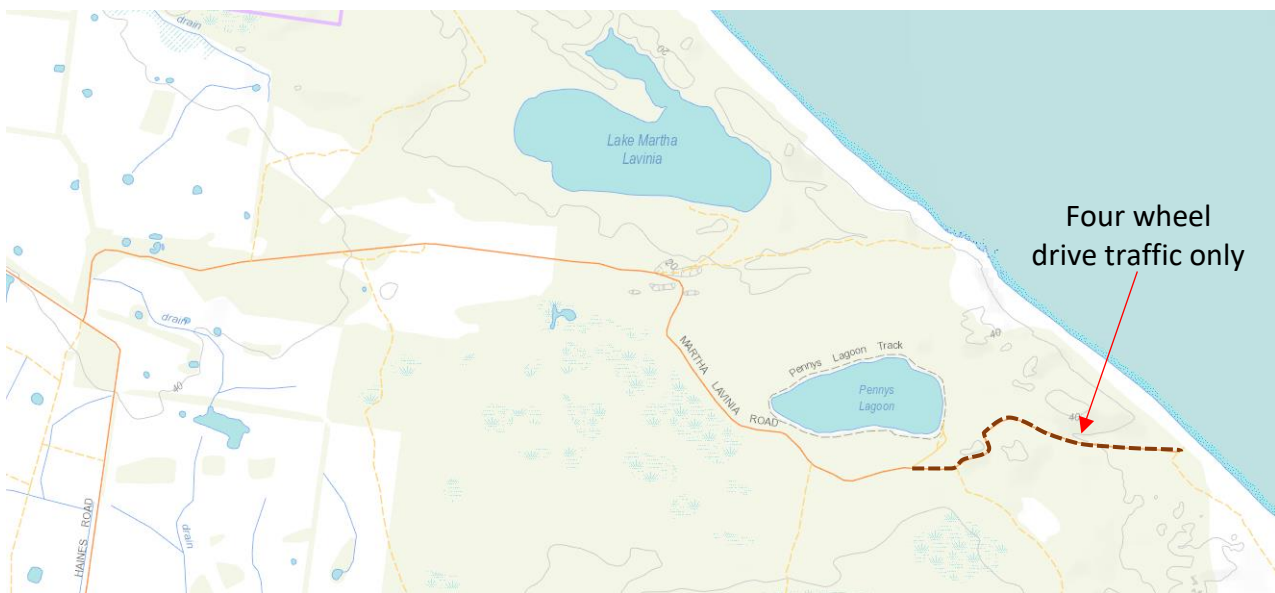 drain
20
Lake Martha
Lavinia
Four wheel
drive traffic only
20
drain
40
MARTHA LAVINIA ROAD
Pennys Lagoon Track
Pennys
Lagoon
40
40
HAINES ROAD
drain